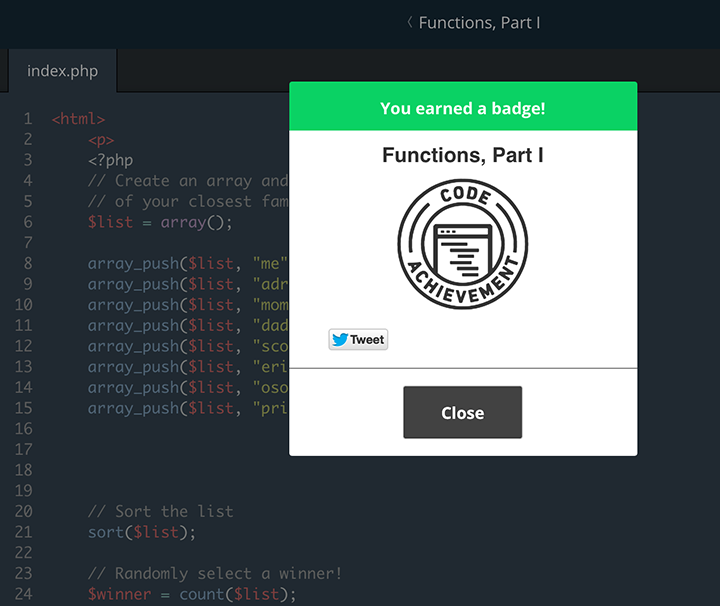 〈 Functions, Part I
index.php
You earned a badge!
Functions, Part I
CODE
ACHIEVEMENT
Tweet
Close
1 <html>
2 <p>
3 <?php
4 // Create an array and
5 // of your closest fam
6 $list = array();
7
8 array_push($list, "me"
9 array_push($list, "adr
10 array_push($list, "mom
11 array_push($list, "dad
12 array_push($list, "sco
13 array_push($list, "eri
14 array_push($list, "oso
15 array_push($list, "pri
16
17
18
19
20 // Sort the list
21 sort($list);
22
23 // Randomly select a winner!
24 $winner = count($list);